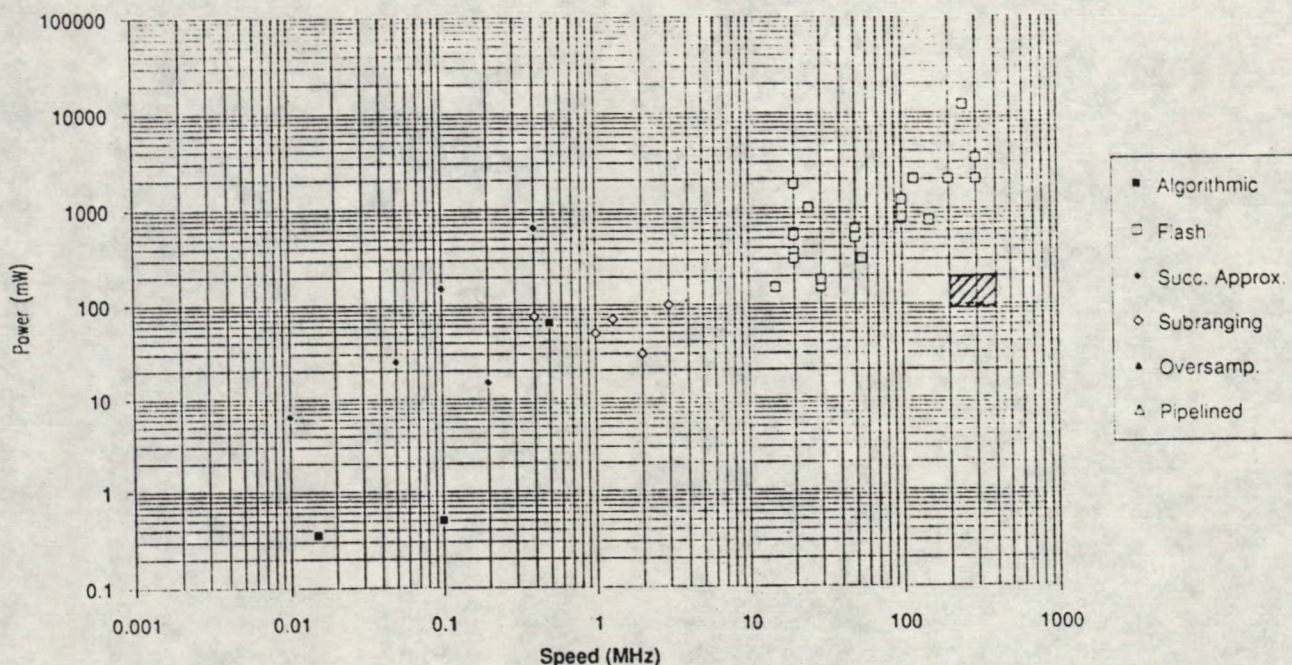 100000
10000
1000
100
10
1
0.1
Power (mW)
0.001
0.01
0.1
1
10
100
1000
Speed (MHz)
Algorithmic
Flash
Succ. Approx.
Subranging
Oversamp.
Pipelined